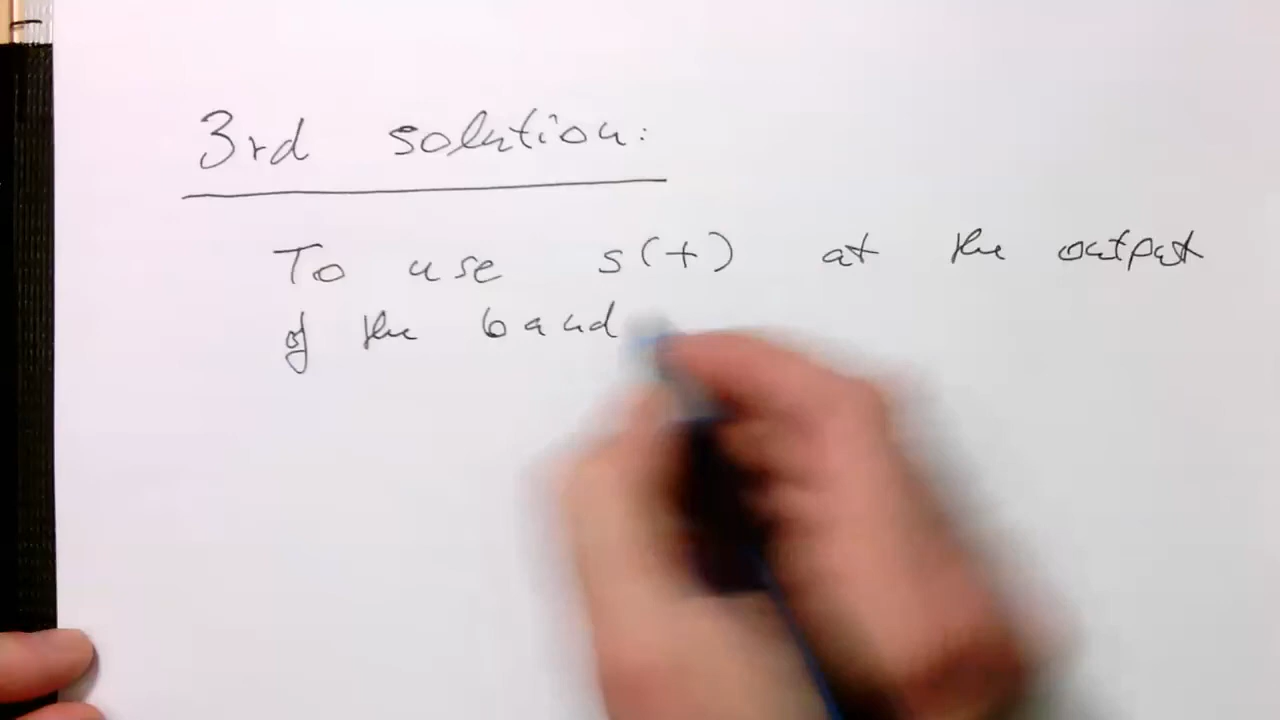 3rd solution:
To use s(t) at the output
of the band